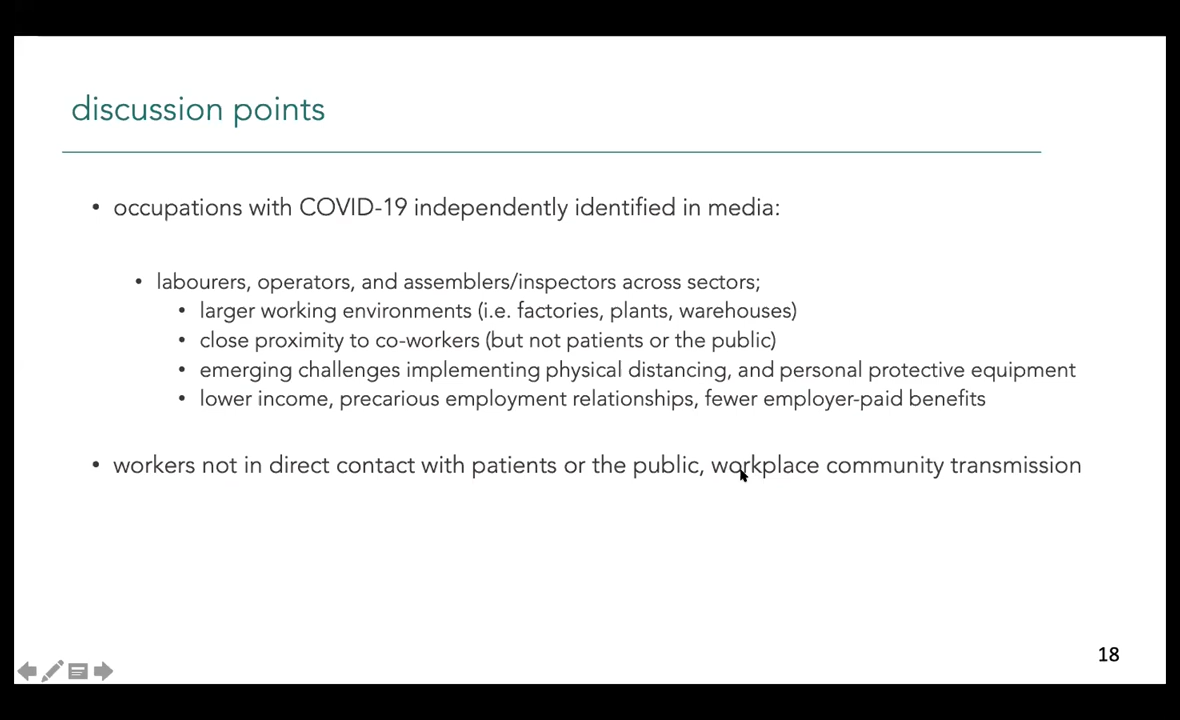 discussion points
• occupations with COVID-19 independently identified in media:
• labourers, operators, and assemblers/inspectors across sectors;
• larger working environments (i.e. factories, plants, warehouses)
• close proximity to co-workers (but not patients or the public)
• emerging challenges implementing physical distancing, and personal protective equipment
• lower income, precarious employment relationships, fewer employer-paid benefits
• workers not in direct contact with patients or the public, workplace community transmission
18